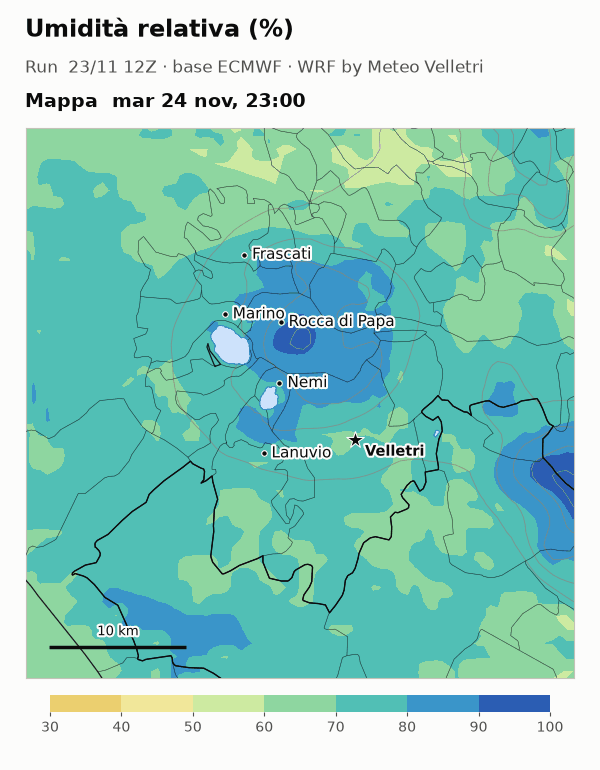 Umidità relativa (%)
Run  23/11 12Z · base ECMWF · WRF by Meteo Velletri
Mappa  mar 24 nov, 23:00
Frascati
Marino
Rocca di Papa
Nemi
Velletri
Lanuvio
10 km
30 40 50 60 70 80 90 100